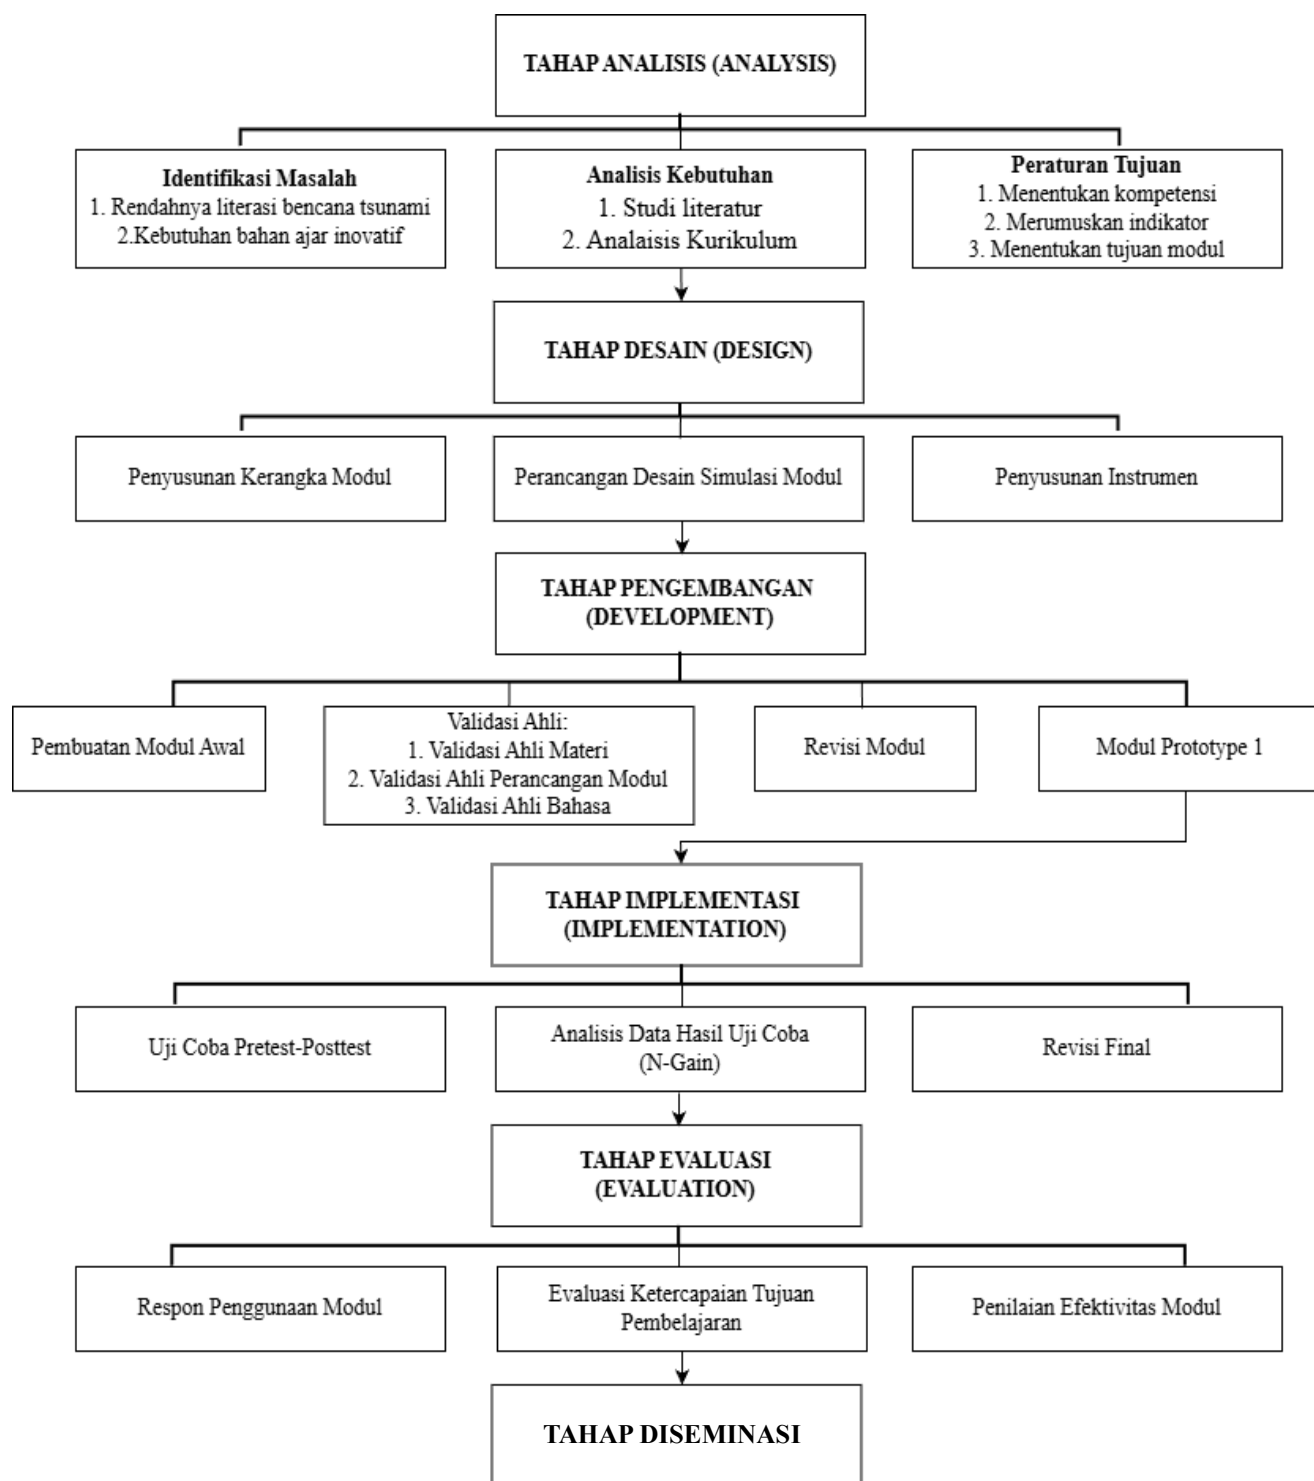 TAHAP ANALISIS (ANALYSIS)
Identifikasi Masalah
1. Rendahnya literasi bencana tsunami
2.Kebutuhan bahan ajar inovatif
Analisis Kebutuhan
1. Studi literatur
2. Analaisis Kurikulum
Peraturan Tujuan
1. Menentukan kompetensi
2. Merumuskan indikator
3. Menentukan tujuan modul
TAHAP DESAIN (DESIGN)
Penyusunan Kerangka Modul
Perancangan Desain Simulasi Modul
Penyusunan Instrumen
TAHAP PENGEMBANGAN
(DEVELOPMENT)
Pembuatan Modul Awal
Validasi Ahli:
1. Validasi Ahli Materi
2. Validasi Ahli Perancangan Modul
3. Validasi Ahli Bahasa
Revisi Modul
Modul Prototype 1
TAHAP IMPLEMENTASI
(IMPLEMENTATION)
Uji Coba Pretest-Posttest
Analisis Data Hasil Uji Coba
(N-Gain)
Revisi Final
TAHAP EVALUASI
(EVALUATION)
Respon Penggunaan Modul
Evaluasi Ketercapaian Tujuan
Pembelajaran
Penilaian Efektivitas Modul
TAHAP DISEMINASI